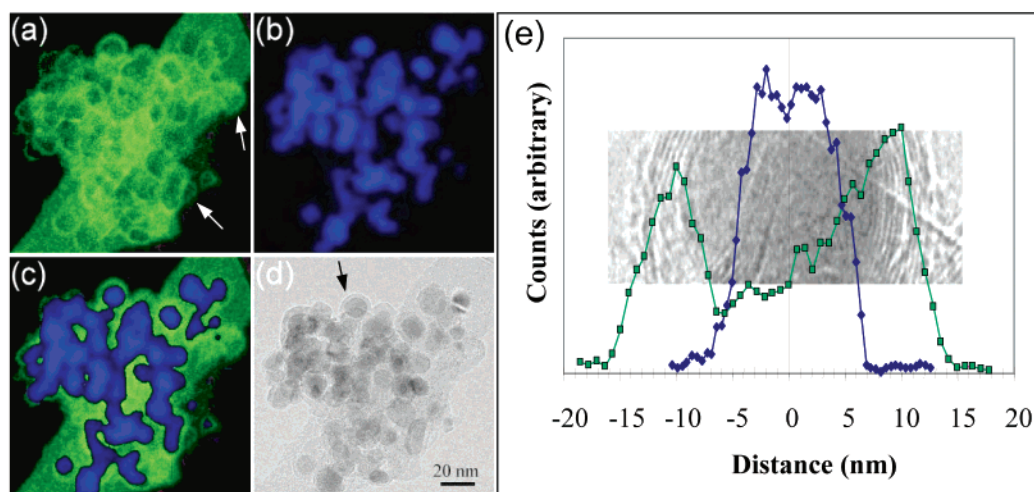 (a)
(b)
(c)
(d)
20 nm
(e)
Counts (arbitrary)
-20 -15 -10 -5 0 5 10 15 20
Distance (nm)